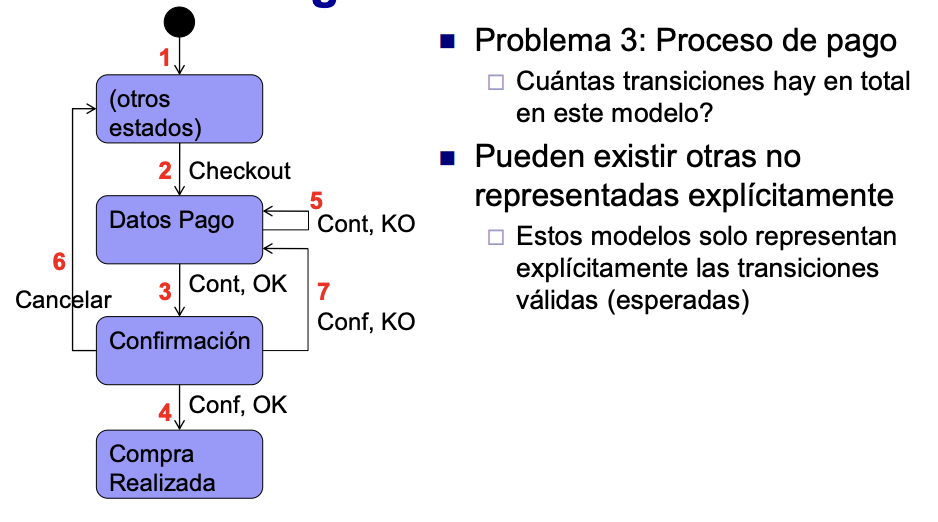 1
(otros
estados)
2 Checkout
Datos Pago
5
Cont, KO
6
Cancelar
3 Cont, OK
7
Conf, KO
Confirmación
4 Conf, OK
Compra
Realizada
Problema 3: Proceso de pago
Cuántas transiciones hay en total
en este modelo?
Pueden existir otras no
representadas explícitamente
Estos modelos solo representan
explícitamente las transiciones
válidas (esperadas)